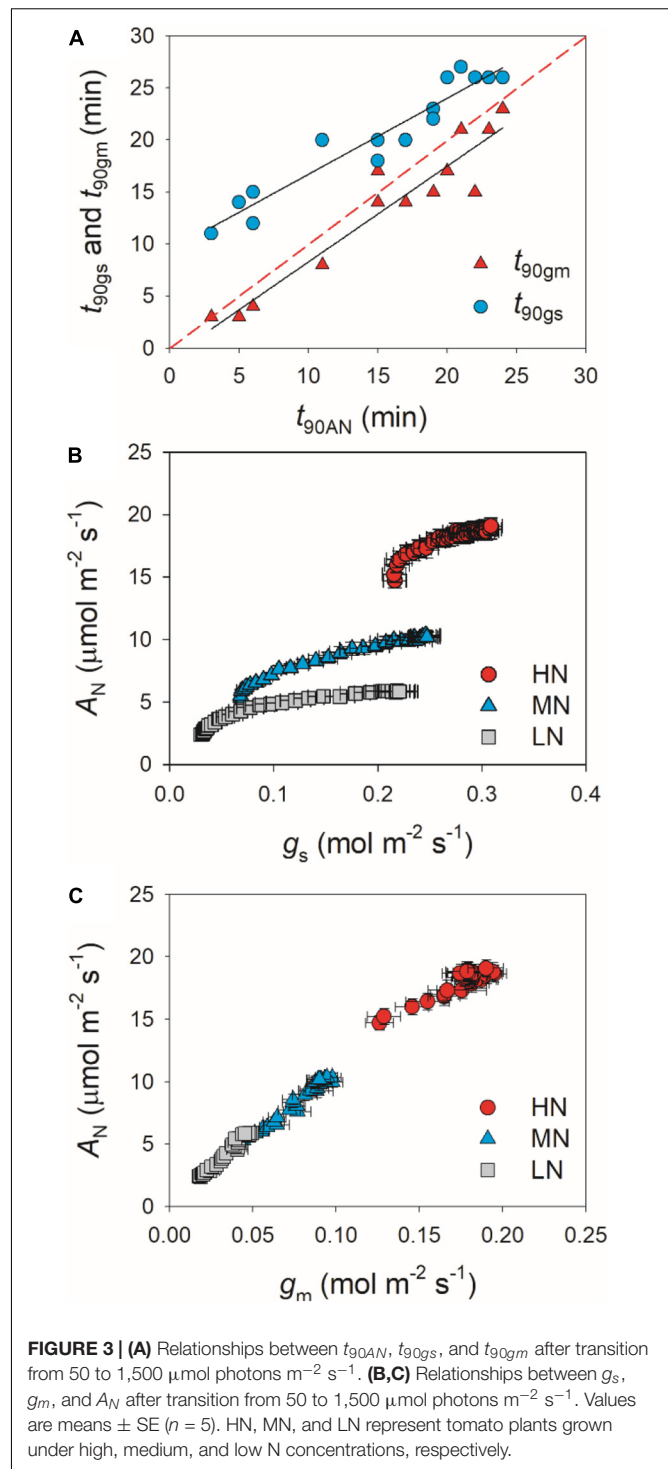 A
t90gs and t90gm (min)
30
25
20
15
10
5
0
t90gm
t90gs
0 5 10 15 20 25 30
t90AN (min)
B
AN (μmol m-2 s-1)
25
20
15
10
5
0
HN
MN
LN
0.0 0.1 0.2 0.3 0.4
gs (mol m-2 s-1)
C
AN (μmol m-2 s-1)
25
20
15
10
5
0
HN
MN
LN
0.00 0.05 0.10 0.15 0.20 0.25
gm (mol m-2 s-1)
FIGURE 3 | (A) Relationships between t90AN, t90gs, and t90gm after transition
from 50 to 1,500 μmol photons m−2 s−1. (B,C) Relationships between gs,
gm, and AN after transition from 50 to 1,500 μmol photons m−2 s−1. Values
are means ± SE (n = 5). HN, MN, and LN represent tomato plants grown
under high, medium, and low N concentrations, respectively.